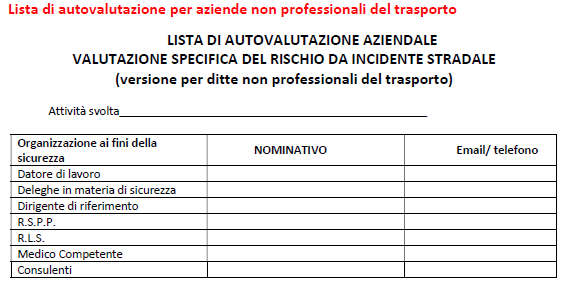 Lista di autovalutazione per aziende non professionali del trasporto
LISTA DI AUTOVALUTAZIONE AZIENDALE
VALUTAZIONE SPECIFICA DEL RISCHIO DA INCIDENTE STRADALE
(versione per ditte non professionali del trasporto)
Attività svolta_______________________________________________
Organizzazione ai fini della sicurezza NOMINATIVO Email/ telefono
Datore di lavoro
Deleghe in materia di sicurezza
Dirigente di riferimento
R.S.P.P.
R.L.S.
Medico Competente
Consulenti